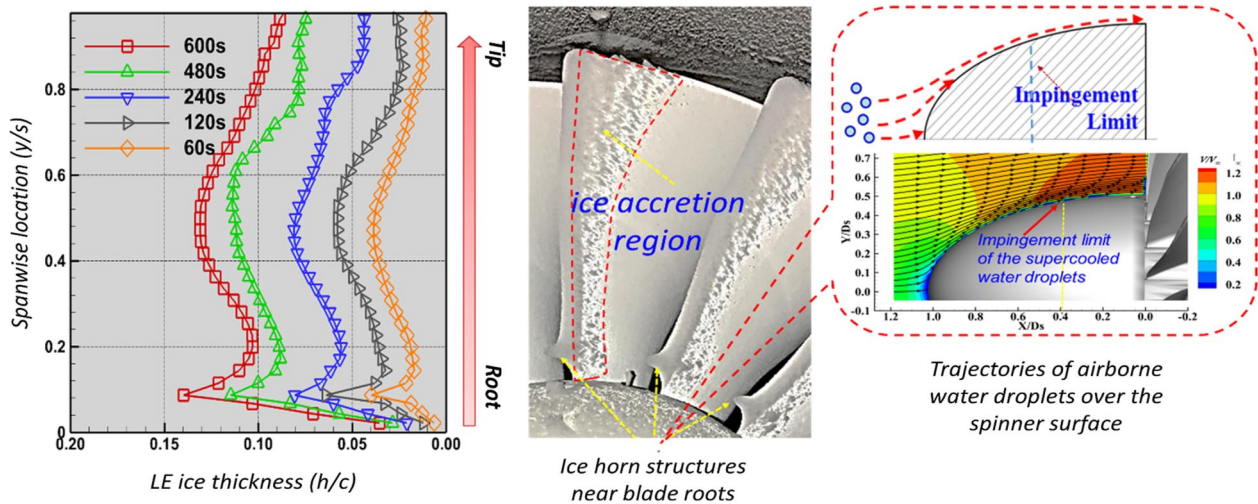 600s
480s
240s
120s
60s
Spanwise location (y/s)
0.8
0.6
0.4
0.2
0
0.20
0.15
0.10
0.05
0.00
LE ice thickness (h/c)
Tip
Root
ice accretion
region
Ice horn structures
near blade roots
Impingement
Limit
V/V∞
1.2
1.0
0.8
0.6
0.4
0.2
Y/Ds
0.7
0.6
0.5
0.4
0.3
0.2
0.1
0.0
-0.1
Impingement limit
of the supercooled
water droplets
1.2
1.0
0.8
0.6
0.4
0.2
-0.2
X/Ds
Trajectories of airborne
water droplets over the
spinner surface